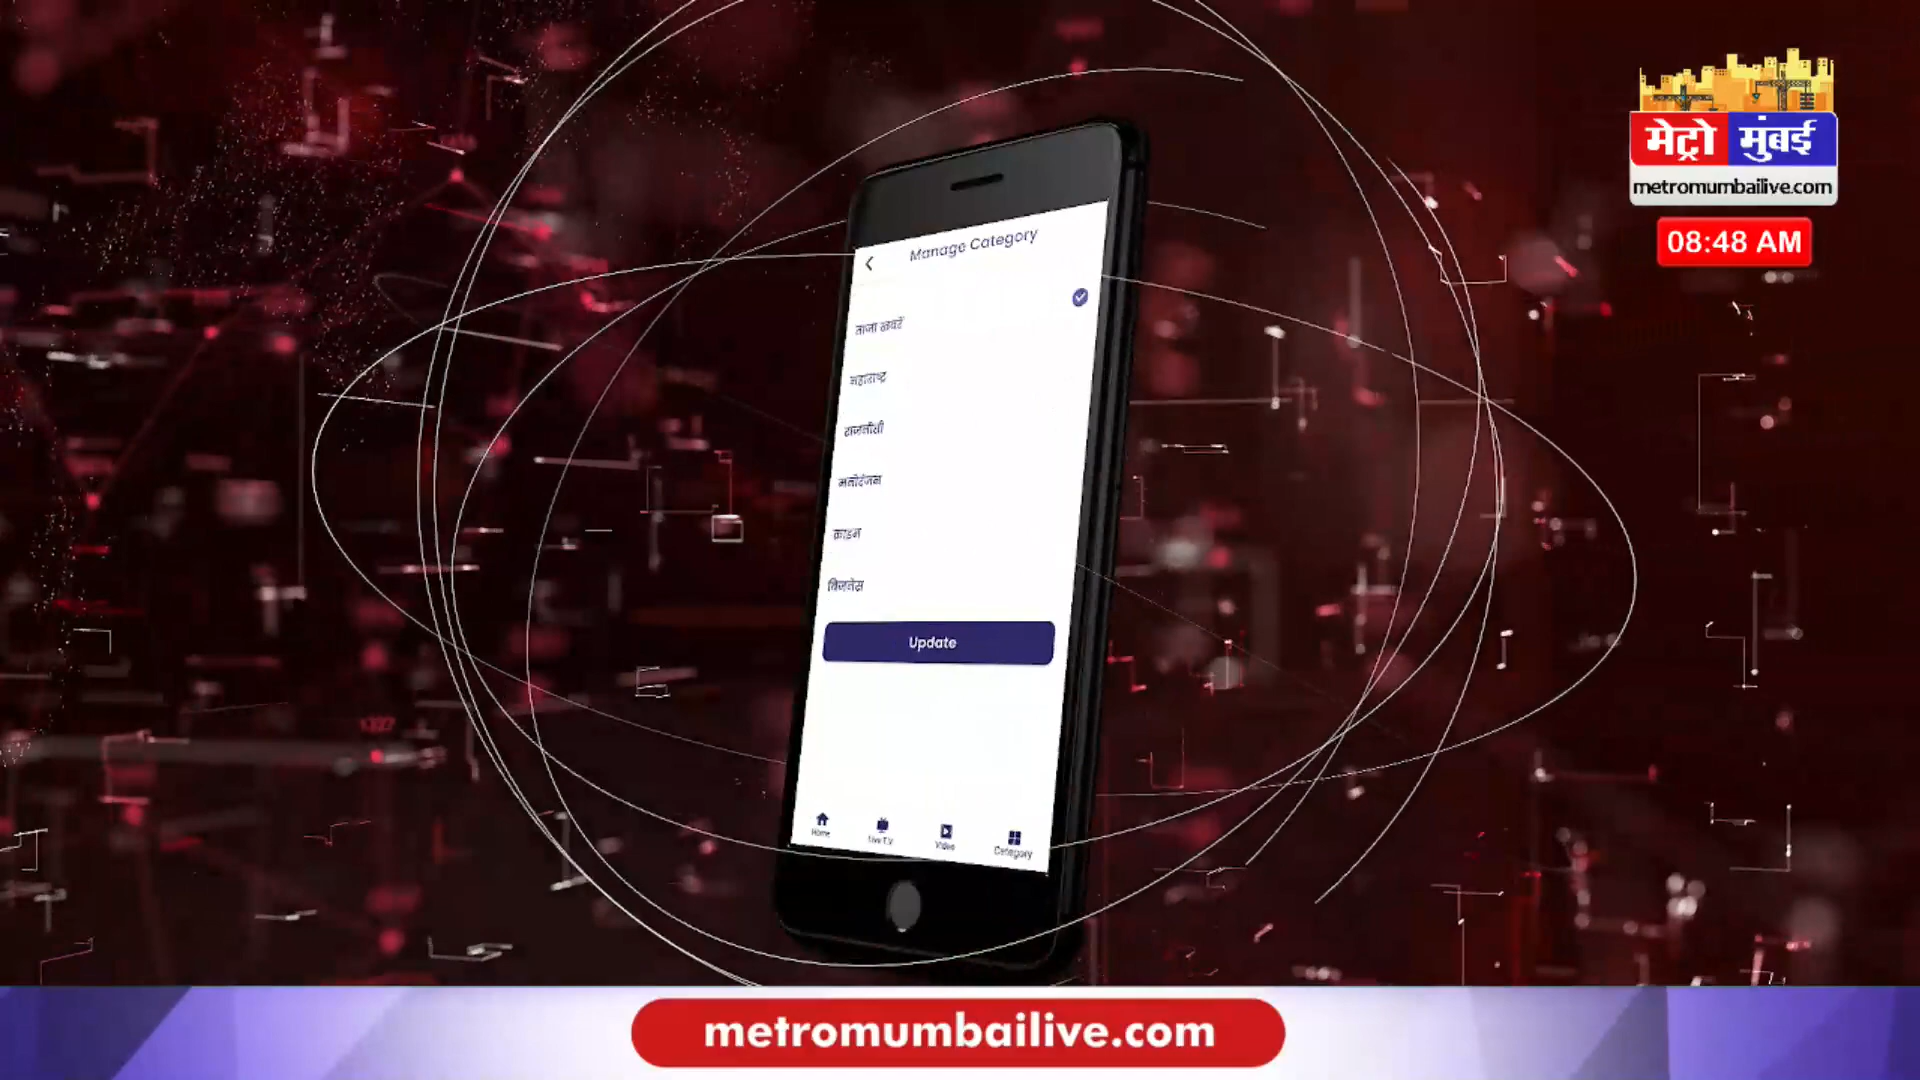 मेट्रो मुंबई
metromumbailive.com
08:48 AM
Manage Category
ताजा खबरें
महाराष्ट्र
राजनीती
मनोरंजन
क्राइम
बिजनेस
Update
Home
Live T.V
Video
Category
metromumbailive.com